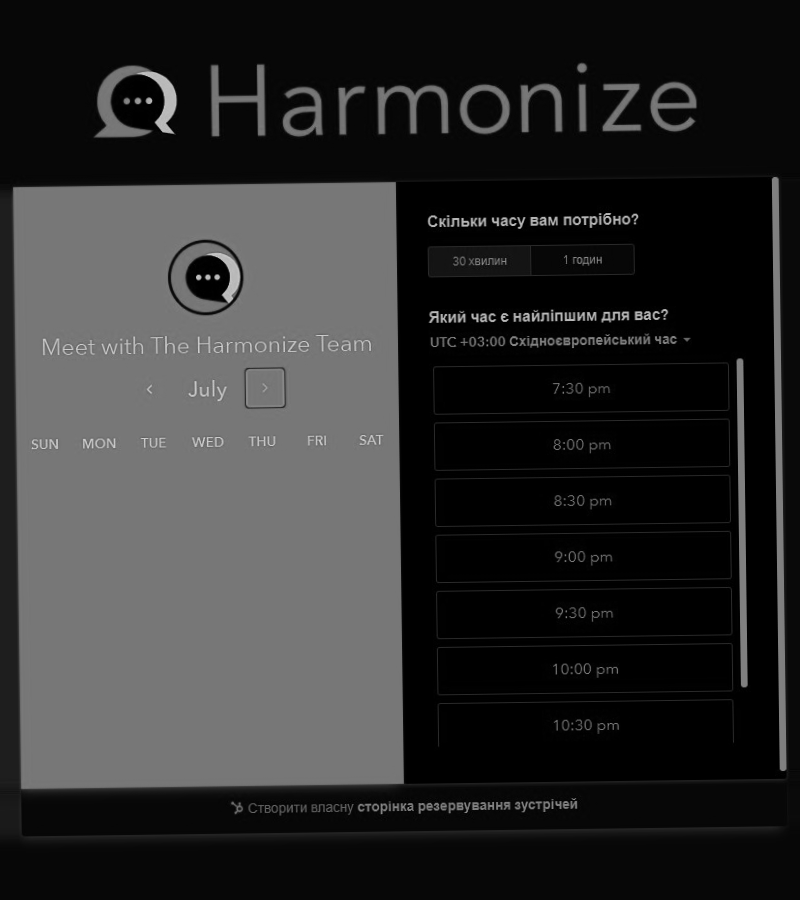 Harmonize
Meet with The Harmonize Team
July
SUN MON TUE WED THU FRI SAT
Скільки часу вам потрібно?
30 хвилин 1 годин
Який час є найліпшим для вас?
UTC +03:00 Східноєвропейський час
7:30 pm
8:00 pm
8:30 pm
9:00 pm
9:30 pm
10:00 pm
10:30 pm
Створити власну сторінка резервування зустрічей